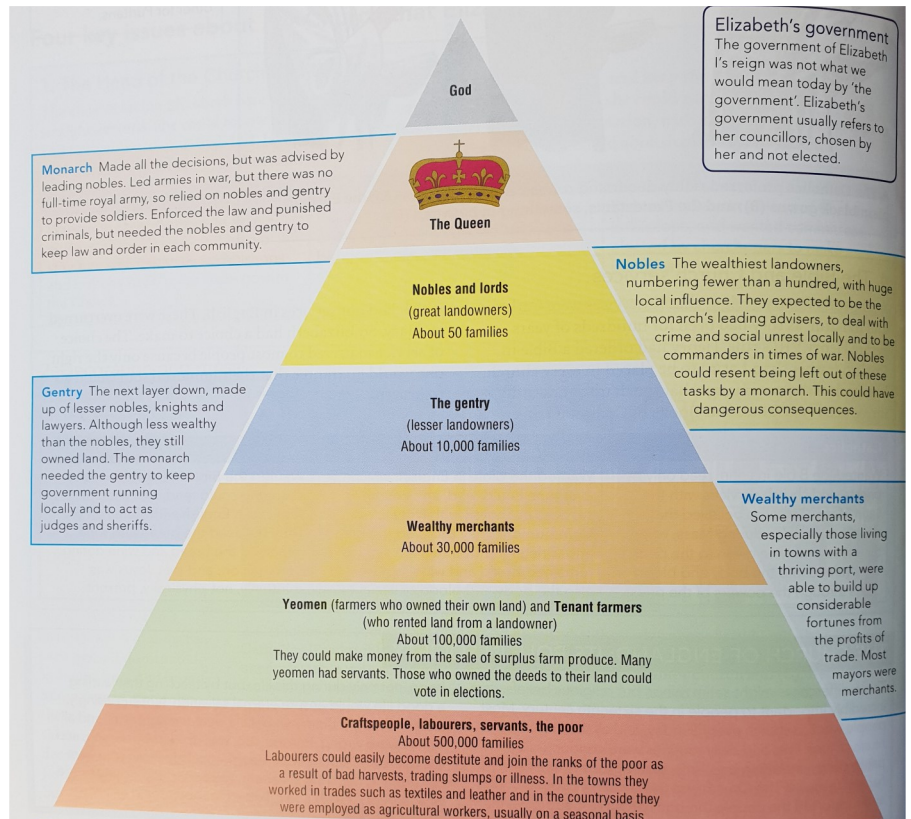 Elizabeth's government
The government of Elizabeth
I's reign was not what we
would mean today by 'the
government'. Elizabeth's
government usually refers to
her councillors, chosen by
her and not elected.
God
Monarch Made all the decisions, but was advised by
leading nobles. Led armies in war, but there was no
full-time royal army, so relied on nobles and gentry
to provide soldiers. Enforced the law and punished
criminals, but needed the nobles and gentry to
keep law and order in each community.
The Queen
Nobles The wealthiest landowners,
numbering fewer than a hundred, with huge
local influence. They expected to be the
monarch's leading advisers, to deal with
crime and social unrest locally and to be
commanders in times of war. Nobles
could resent being left out of these
tasks by a monarch. This could have
dangerous consequences.
Nobles and lords
(great landowners)
About 50 families
Gentry The next layer down, made
up of lesser nobles, knights and
lawyers. Although less wealthy
than the nobles, they still
owned land. The monarch
needed the gentry to keep
government running
locally and to act as
judges and sheriffs.
The gentry
(lesser landowners)
About 10,000 families
Wealthy merchants
Some merchants,
especially those living
in towns with a
thriving port, were
able to build up
considerable
fortunes from
the profits of
trade. Most
mayors were
merchants.
Wealthy merchants
About 30,000 families
Yeomen (farmers who owned their own land) and Tenant farmers
(who rented land from a landowner)
About 100,000 families
They could make money from the sale of surplus farm produce. Many
yeomen had servants. Those who owned the deeds to their land could
vote in elections.
Craftspeople, labourers, servants, the poor
About 500,000 families
Labourers could easily become destitute and join the ranks of the poor as
a result of bad harvests, trading slumps or illness. In the towns they
worked in trades such as textiles and leather and in the countryside they
were employed as agricultural workers, usually on a seasonal basis